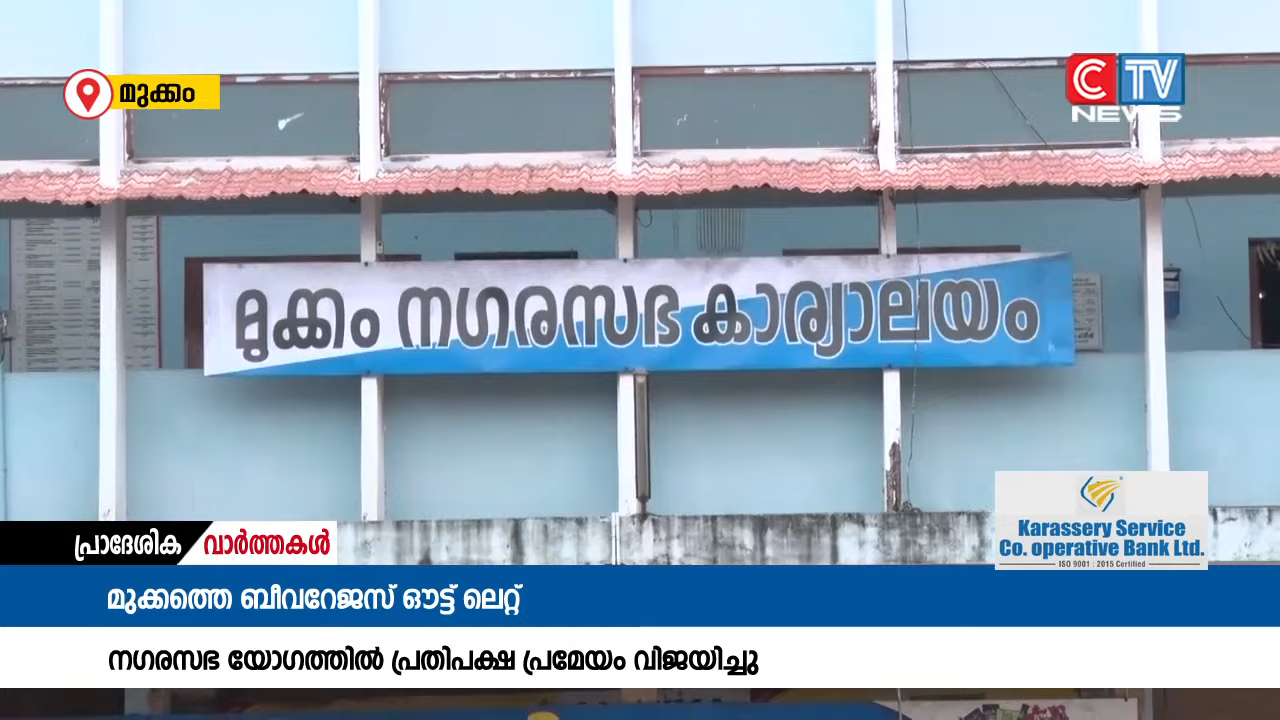 മുക്കം
CTV
NEWS
മുക്കം നഗരസഭ കാര്യാലയം
Karassery Service
Co. operative Bank Ltd.
ISO 9001 : 2015 Certified
പ്രാദേശിക വാർത്തകൾ
മുക്കത്തെ ബീവറേജസ് ഔട്ട് ലെറ്റ്
നഗരസഭ യോഗത്തിൽ പ്രതിപക്ഷ പ്രമേയം വിജയിച്ചു